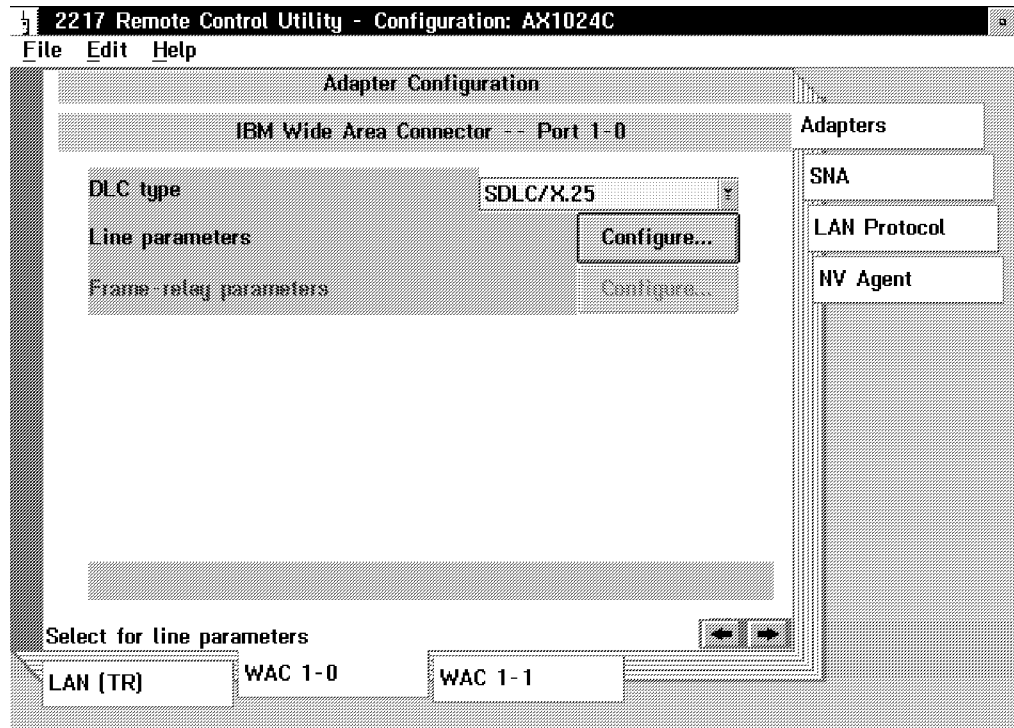 2217 Remote Control Utility - Configuration: AX1024C
File Edit Help
Adapter Configuration
IBM Wide Area Connector -- Port 1-0
DLC type
SDLC/X.25
Line parameters
Configure...
Frame-relay parameters
Configure...
Select for line parameters
LAN (TR)
WAC 1-0
WAC 1-1
Adapters
SNA
LAN Protocol
NV Agent